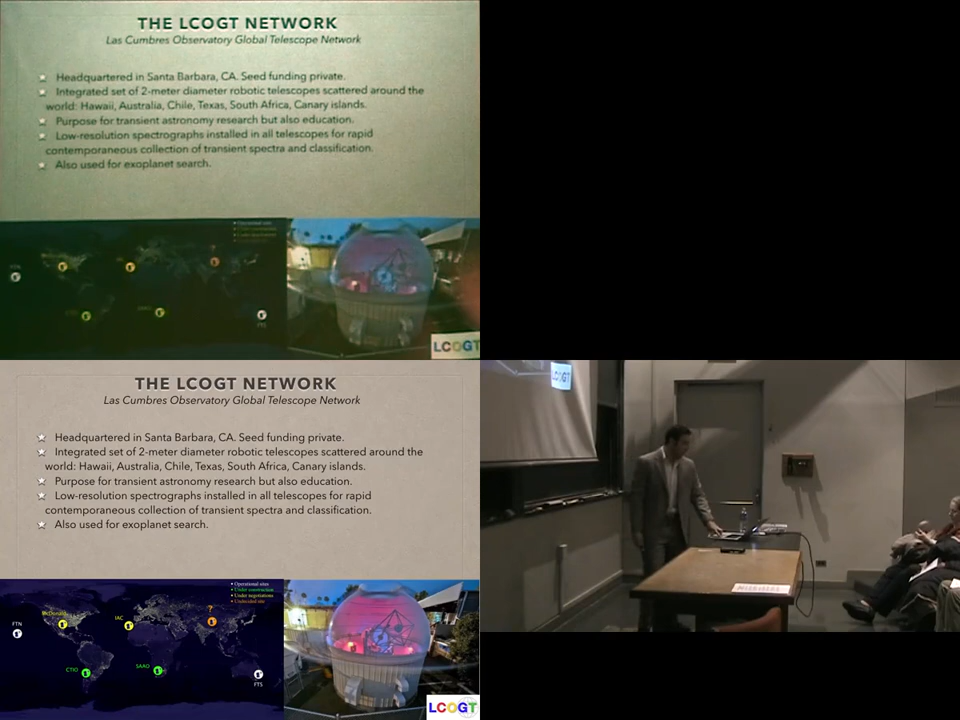 THE LCOGT NETWORK
Las Cumbres Observatory Global Telescope Network
Headquartered in Santa Barbara, CA. Seed funding private.
Integrated set of 2-meter diameter robotic telescopes scattered around the
world: Hawaii, Australia, Chile, Texas, South Africa, Canary islands.
Purpose for transient astronomy research but also education.
Low-resolution spectrographs installed in all telescopes for rapid
contemporaneous collection of transient spectra and classification.
Also used for exoplanet search.
FTS
LCOGT
THE LCOGT NETWORK
Las Cumbres Observatory Global Telescope Network
Headquartered in Santa Barbara, CA. Seed funding private.
Integrated set of 2-meter diameter robotic telescopes scattered around the
world: Hawaii, Australia, Chile, Texas, South Africa, Canary islands.
Purpose for transient astronomy research but also education.
Low-resolution spectrographs installed in all telescopes for rapid
contemporaneous collection of transient spectra and classification.
Also used for exoplanet search.
Operational sites
Under construction
Under negotiations
Undecided site
McDonald
FTN
IAC
?
CTIO
SAAO
FTS
LCOGT
LCOGT